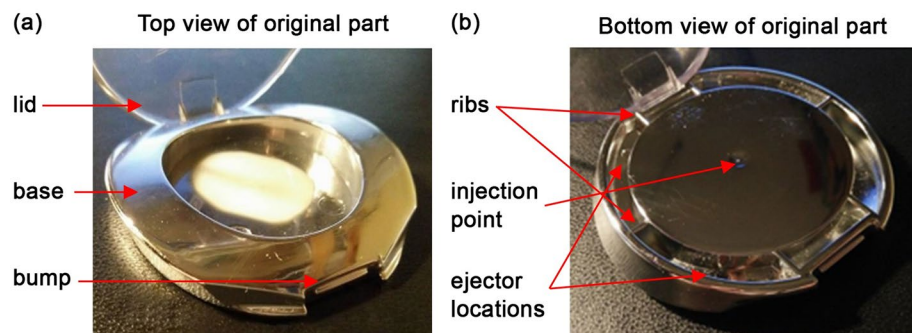 (a)
Top view of original part
lid
base
bump
(b)
Bottom view of original part
ribs
injection
point
ejector
locations